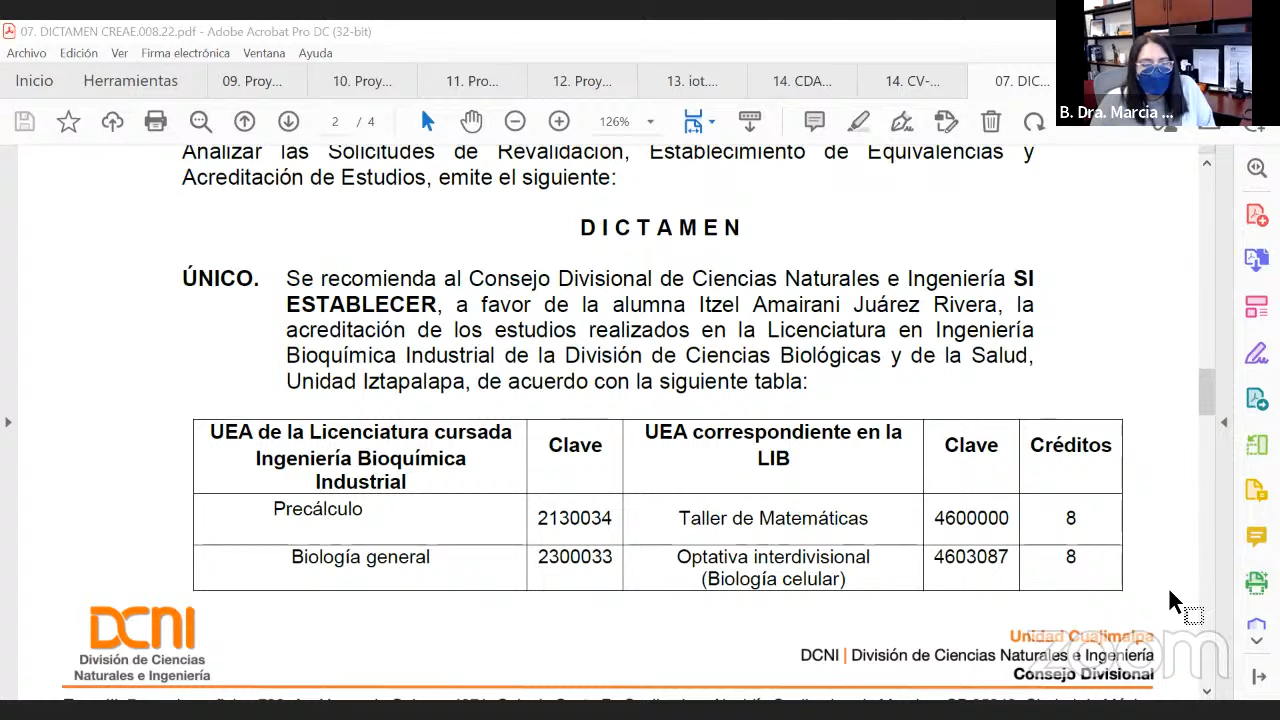 07. DICTAMEN CREAE.008.22.pdf - Adobe Acrobat Pro DC (32-bit)
Archivo Edición Ver Firma electrónica Ventana Ayuda
Inicio Herramientas 09. Proy... 10. Proy... 11. Pro... 12. Proy... 13. iot... 14. CDA... 14. CV-... 07. DIC...
B. Dra. Marcia ...
2 / 4 126%
Analizar las Solicitudes de Revalidación, Establecimiento de Equivalencias y
Acreditación de Estudios, emite el siguiente:
D I C T A M E N
ÚNICO. Se recomienda al Consejo Divisional de Ciencias Naturales e Ingeniería SI
ESTABLECER, a favor de la alumna Itzel Amairani Juárez Rivera, la
acreditación de los estudios realizados en la Licenciatura en Ingeniería
Bioquímica Industrial de la División de Ciencias Biológicas y de la Salud,
Unidad Iztapalapa, de acuerdo con la siguiente tabla:
UEA de la Licenciatura cursada
Ingeniería Bioquímica
Industrial
Clave
UEA correspondiente en la
LIB
Clave
Créditos
Precálculo
2130034 Taller de Matemáticas 4600000 8
Biología general 2300033 Optativa interdivisional 4603087 8
(Biología celular)
DCNI
División de Ciencias
Naturales e Ingeniería
Unidad Cuajimalpa
DCNI | División de Ciencias Naturales e Ingeniería
Consejo Divisional
zoom